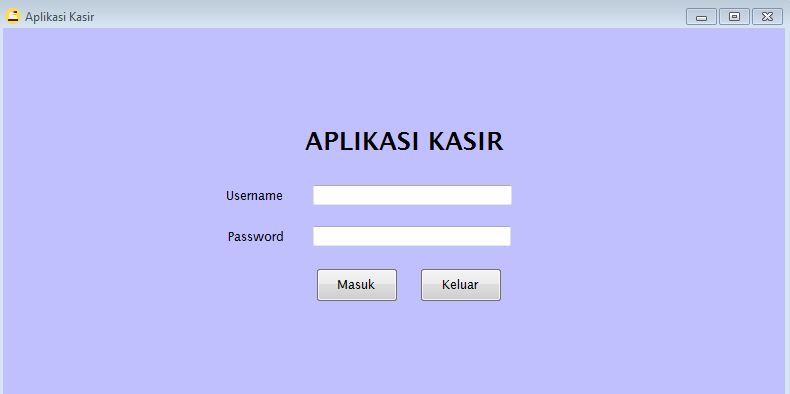 Aplikasi Kasir
APLIKASI KASIR
Username
Password
Masuk Keluar